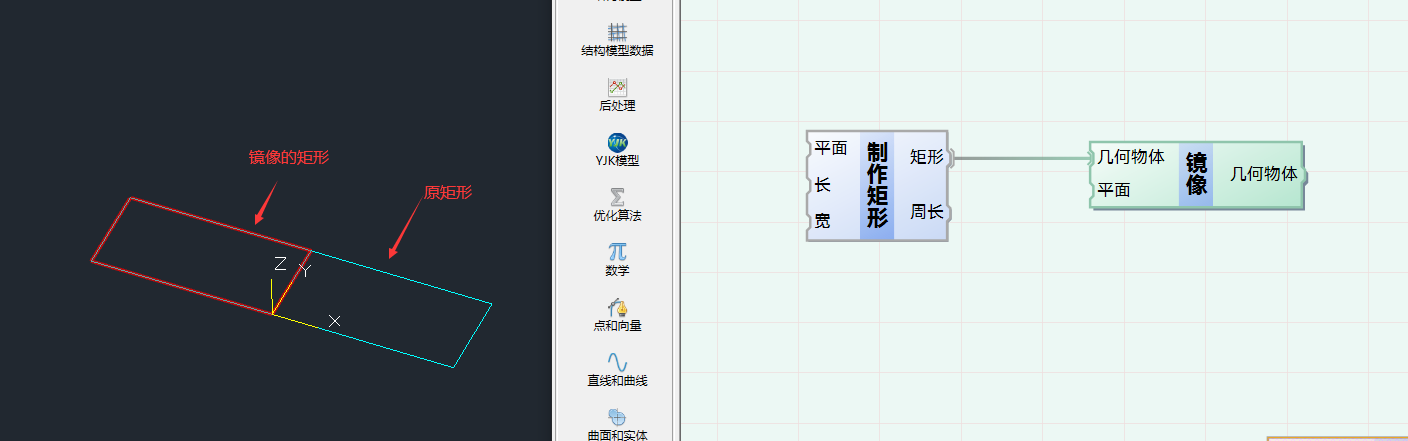 镜像的矩形
原矩形
Z
Y
X
结构模型数据
后处理
YJK
YJK模型
优化算法
数学
点和向量
直线和曲线
曲面和实体
平面
长
宽
制作矩形
矩形
周长
几何物体
平面
镜像
几何物体